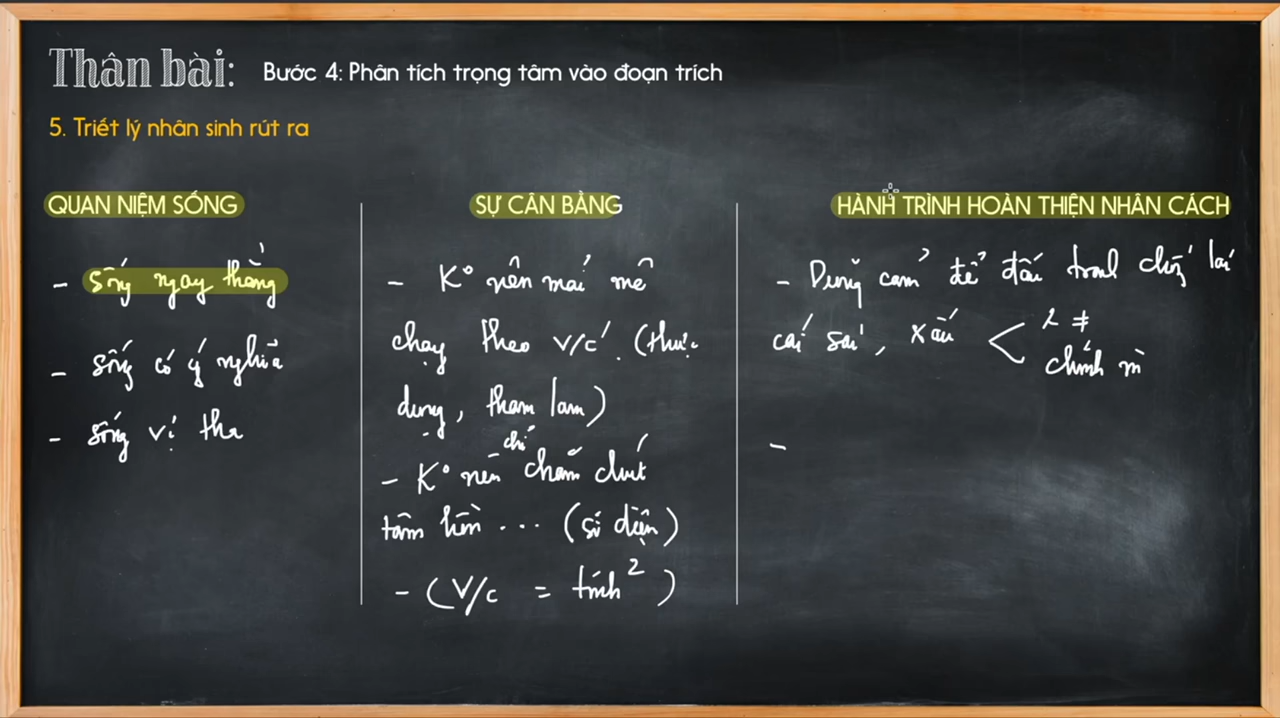 Thân bài: Bước 4: Phân tích trọng tâm vào đoạn trích
5. Triết lý nhân sinh rút ra
QUAN NIỆM SỐNG
- sống ngay thẳng
- sống có ý nghĩa
- sống vị tha
SỰ CÂN BẰNG
- K° nên mải mê
chạy theo v/c. (thực
dụng, tham lam)
- K° nên chỉ chăm chút
tâm hồn ... (sĩ diện)
- (V/c = tinh²)
HÀNH TRÌNH HOÀN THIỆN NHÂN CÁCH
- Dũng cảm để đấu tranh chống lại
cái sai, xấu < ≠
chính m
-